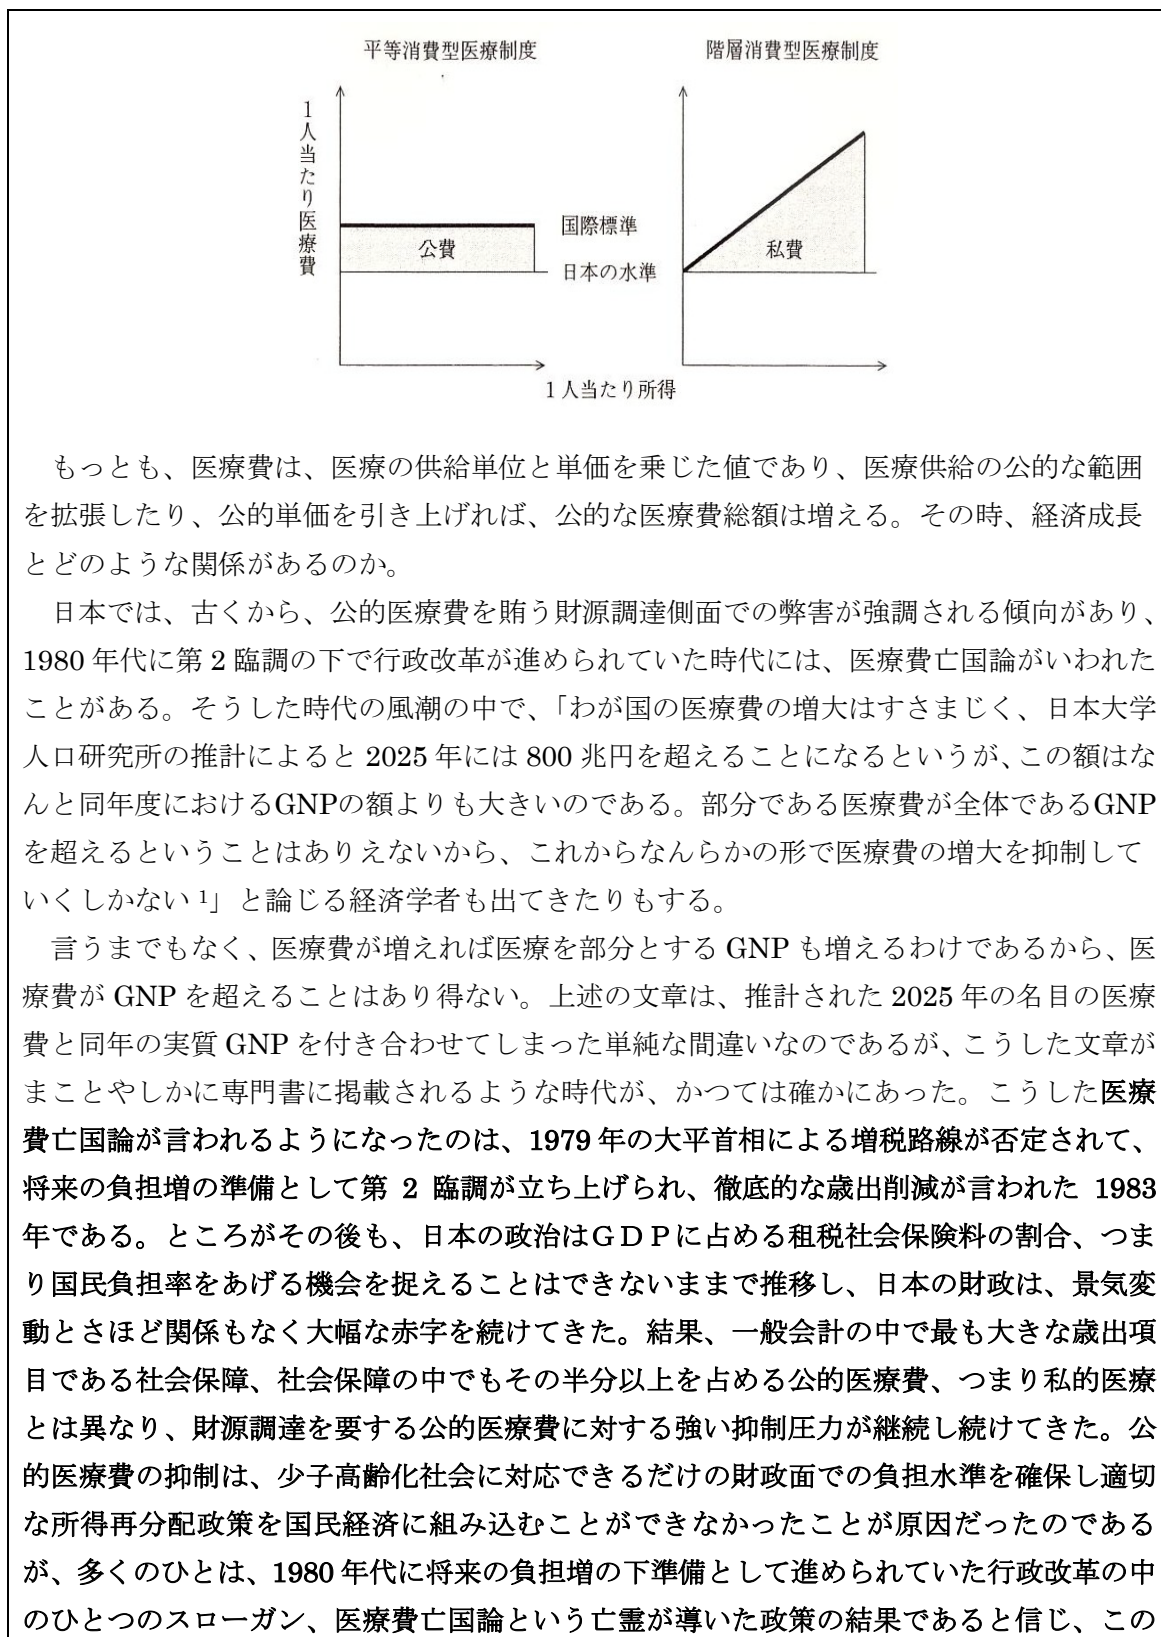 平等消費型医療制度
階層消費型医療制度
1人当たり医療費
公費
国際標準
日本の水準
私費
1人当たり所得
もっとも、医療費は、医療の供給単位と単価を乗じた値であり、医療供給の公的な範囲
を拡張したり、公的単価を引き上げれば、公的な医療費総額は増える。その時、経済成長
とどのような関係があるのか。
日本では、古くから、公的医療費を賄う財源調達側面での弊害が強調される傾向があり、
1980 年代に第 2 臨調の下で行政改革が進められていた時代には、医療費亡国論がいわれた
ことがある。そうした時代の風潮の中で、「わが国の医療費の増大はすさまじく、日本大学
人口研究所の推計によると 2025 年には 800 兆円を超えることになるというが、この額はな
んと同年度におけるGNPの額よりも大きいのである。部分である医療費が全体であるGNP
を超えるということはありえないから、これからなんらかの形で医療費の増大を抑制して
いくしかない 1」と論じる経済学者も出てきたりもする。
言うまでもなく、医療費が増えれば医療を部分とする GNP も増えるわけであるから、医
療費が GNP を超えることはあり得ない。上述の文章は、推計された 2025 年の名目の医療
費と同年の実質 GNP を付き合わせてしまった単純な間違いなのであるが、こうした文章が
まことやしかに専門書に掲載されるような時代が、かつては確かにあった。こうした医療
費亡国論が言われるようになったのは、1979 年の大平首相による増税路線が否定されて、
将来の負担増の準備として第 2 臨調が立ち上げられ、徹底的な歳出削減が言われた 1983
年である。ところがその後も、日本の政治はＧＤＰに占める租税社会保険料の割合、つま
り国民負担率をあげる機会を捉えることはできないままで推移し、日本の財政は、景気変
動とさほど関係もなく大幅な赤字を続けてきた。結果、一般会計の中で最も大きな歳出項
目である社会保障、社会保障の中でもその半分以上を占める公的医療費、つまり私的医療
とは異なり、財源調達を要する公的医療費に対する強い抑制圧力が継続し続けてきた。公
的医療費の抑制は、少子高齢化社会に対応できるだけの財政面での負担水準を確保し適切
な所得再分配政策を国民経済に組み込むことができなかったことが原因だったのである
が、多くのひとは、1980 年代に将来の負担増の下準備として進められていた行政改革の中
のひとつのスローガン、医療費亡国論という亡霊が導いた政策の結果であると信じ、この